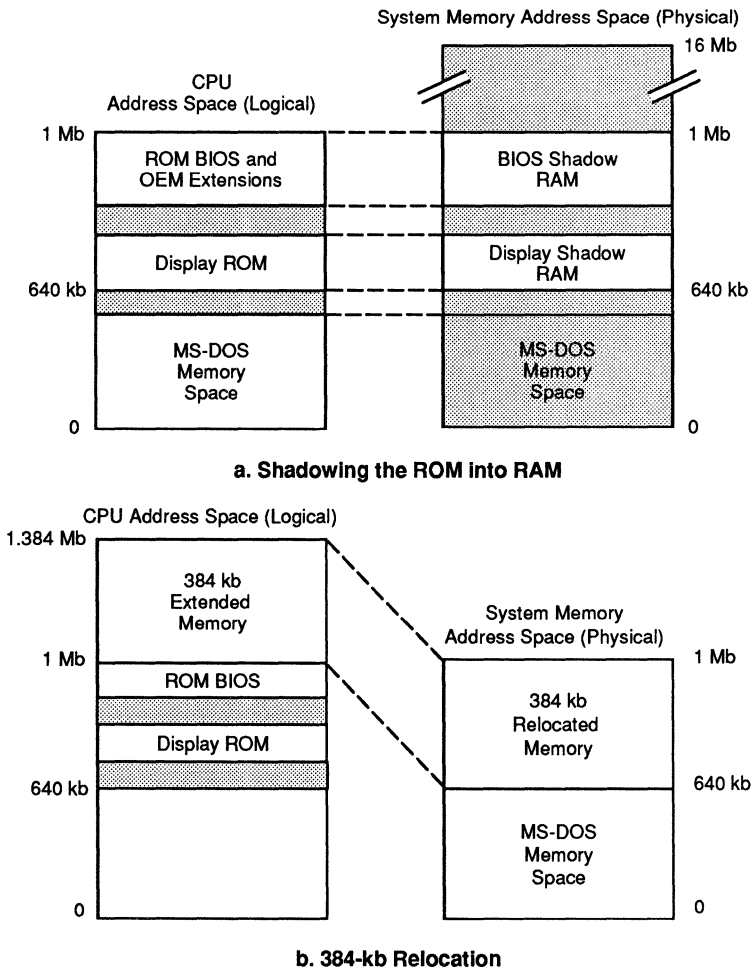 System Memory Address Space (Physical)
16 Mb
CPU
Address Space (Logical)
1 Mb
1 Mb
ROM BIOS and
OEM Extensions
BIOS Shadow
RAM
Display ROM
Display Shadow
RAM
640 kb
640 kb
MS-DOS
Memory
Space
MS-DOS
Memory
Space
0
0
a. Shadowing the ROM into RAM
CPU Address Space (Logical)
1.384 Mb
384 kb
Extended
Memory
System Memory
Address Space (Physical)
1 Mb
1 Mb
ROM BIOS
384 kb
Relocated
Memory
Display ROM
640 kb
640 kb
MS-DOS
Memory
Space
0
0
b. 384-kb Relocation